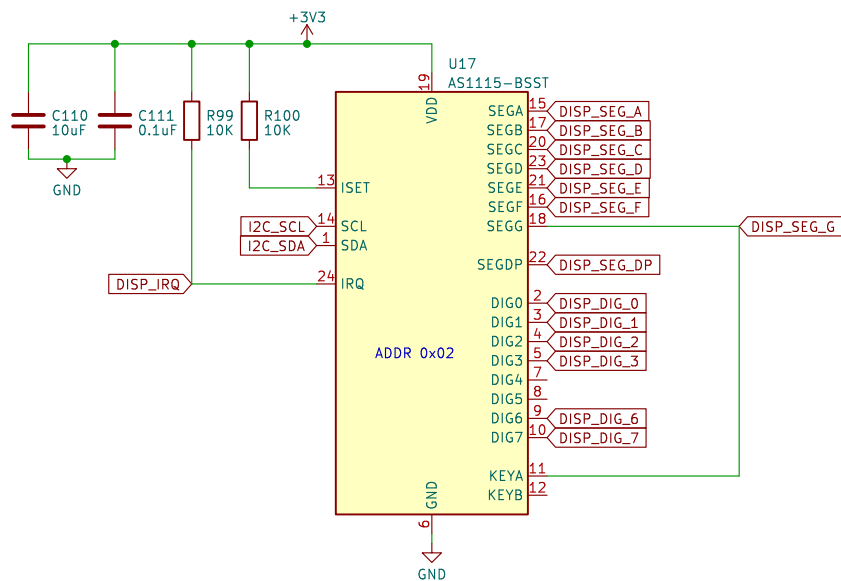 +3V3
U17
AS1115-BSST
C110
10uF
C111
0.1uF
R99
10K
R100
10K
GND
19
VDD
13 ISET
I2C_SCL 14 SCL
I2C_SDA 1 SDA
DISP_IRQ 24 IRQ
ADDR 0x02
SEGA 15 DISP_SEG_A
SEGB 17 DISP_SEG_B
SEGC 20 DISP_SEG_C
SEGD 23 DISP_SEG_D
SEGE 21 DISP_SEG_E
SEGF 16 DISP_SEG_F
SEGG 18 DISP_SEG_G
SEGDP 22 DISP_SEG_DP
DIG0 2 DISP_DIG_0
DIG1 3 DISP_DIG_1
DIG2 4 DISP_DIG_2
DIG3 5 DISP_DIG_3
DIG4 7
DIG5 8
DIG6 9 DISP_DIG_6
DIG7 10 DISP_DIG_7
KEYA 11
KEYB 12
GND
6
GND